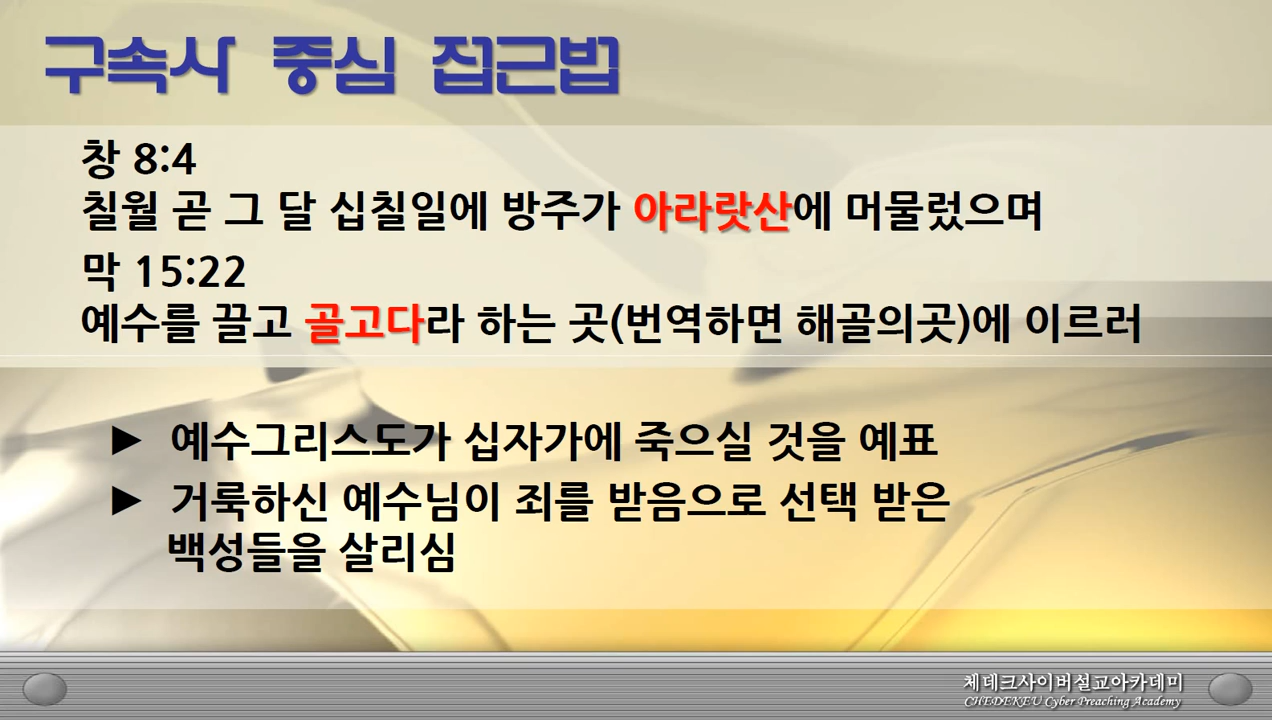 구속사 중심 접근법
창 8:4
칠월 곧 그 달 십칠일에 방주가 아라랏산에 머물렀으며
막 15:22
예수를 끌고 골고다라 하는 곳(번역하면 해골의곳)에 이르러
▶ 예수그리스도가 십자가에 죽으실 것을 예표
▶ 거룩하신 예수님이 죄를 받음으로 선택 받은
백성들을 살리심
체데크사이버설교아카데미
CHEDEKEU Cyber Preaching Academy